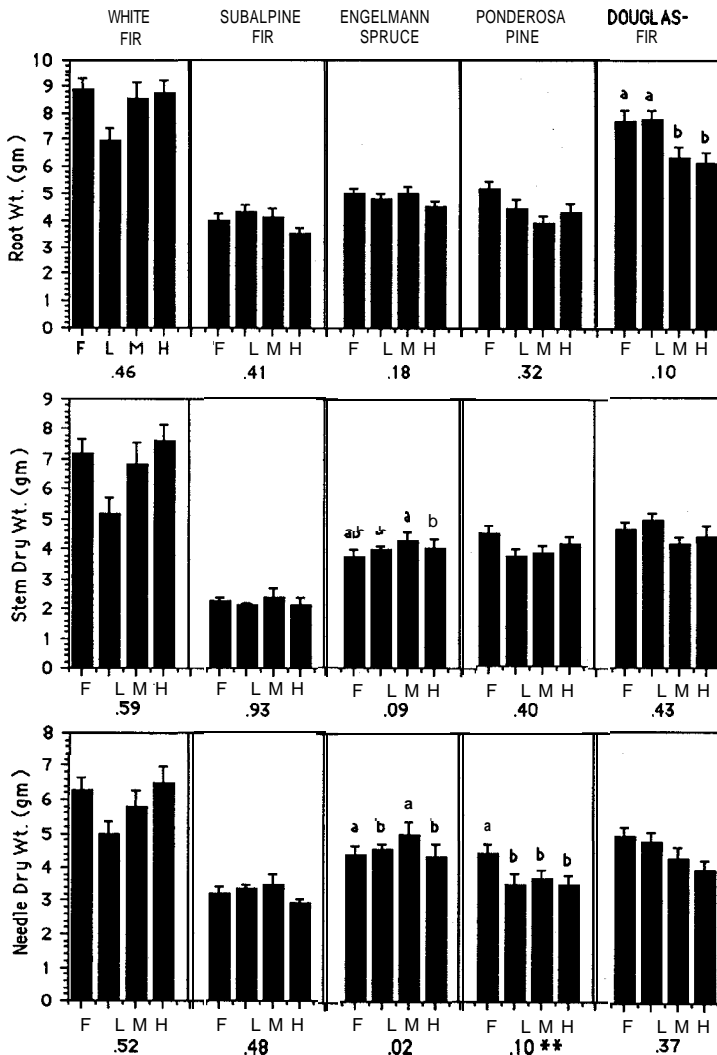 WHITE FIR SUBALPINE FIR ENGELMANN SPRUCE PONDEROSA PINE DOUGLAS-FIR
Root Wt. (gm)
10
9
8
7
6
5
4
3
2
1
0
a a b b
F L M H F L M H F L M H F L M H F L M H
.46 .41 .18 .32 .10
Stem Dry Wt. (gm)
9
8
7
6
5
4
3
2
1
0
ab a b
F L M H F L M H F L M H F L M H F L M H
.59 .93 .09 .40 .43
Needle Dry Wt. (gm)
8
7
6
5
4
3
2
1
0
a b a b a b b b
F L M H F L M H F L M H F L M H F L M H
.52 .48 .02 .10 ** .37